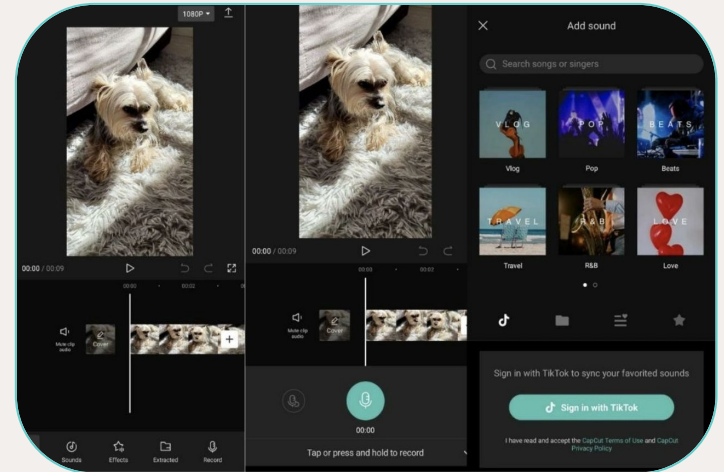 1080P
00:00 / 00:09
00:00
00:02
Mute clip
audio
Cover
+
Sounds
Effects
Extracted
Record
00:00 / 00:09
00:00
00:02
Mute clip
audio
Cover
00:00
Tap or press and hold to record
Add sound
Search songs or singers
VLOG
POP
BEATS
Vlog
Pop
Beats
TRAVEL
R&B
LOVE
Travel
R&B
Love
Sign in with TikTok to sync your favorited sounds
Sign in with TikTok
I have read and accept the CapCut Terms of Use and CapCut
Privacy Policy